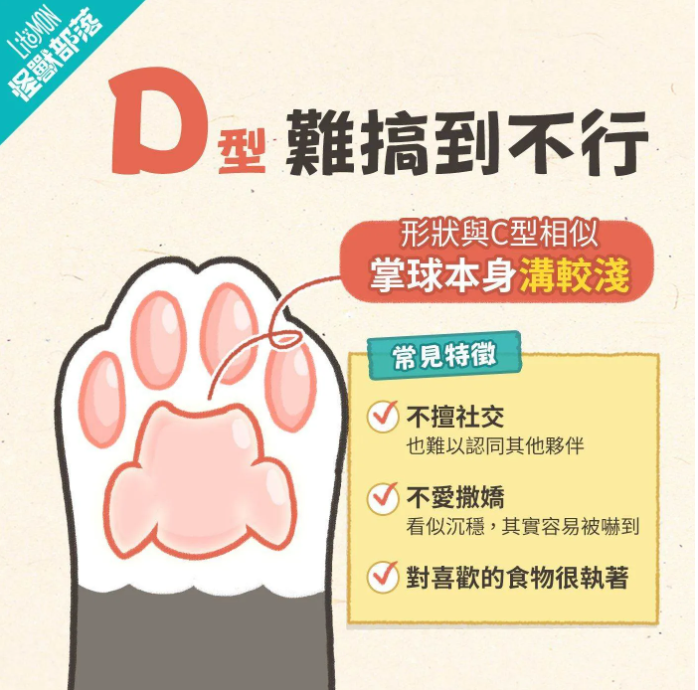 LitoMON
怪獸部落
D型 難搞到不行
形狀與C型相似
掌球本身溝較淺
常見特徵
不擅社交
也難以認同其他夥伴
不愛撒嬌
看似沉穩，其實容易被嚇到
對喜歡的食物很執著